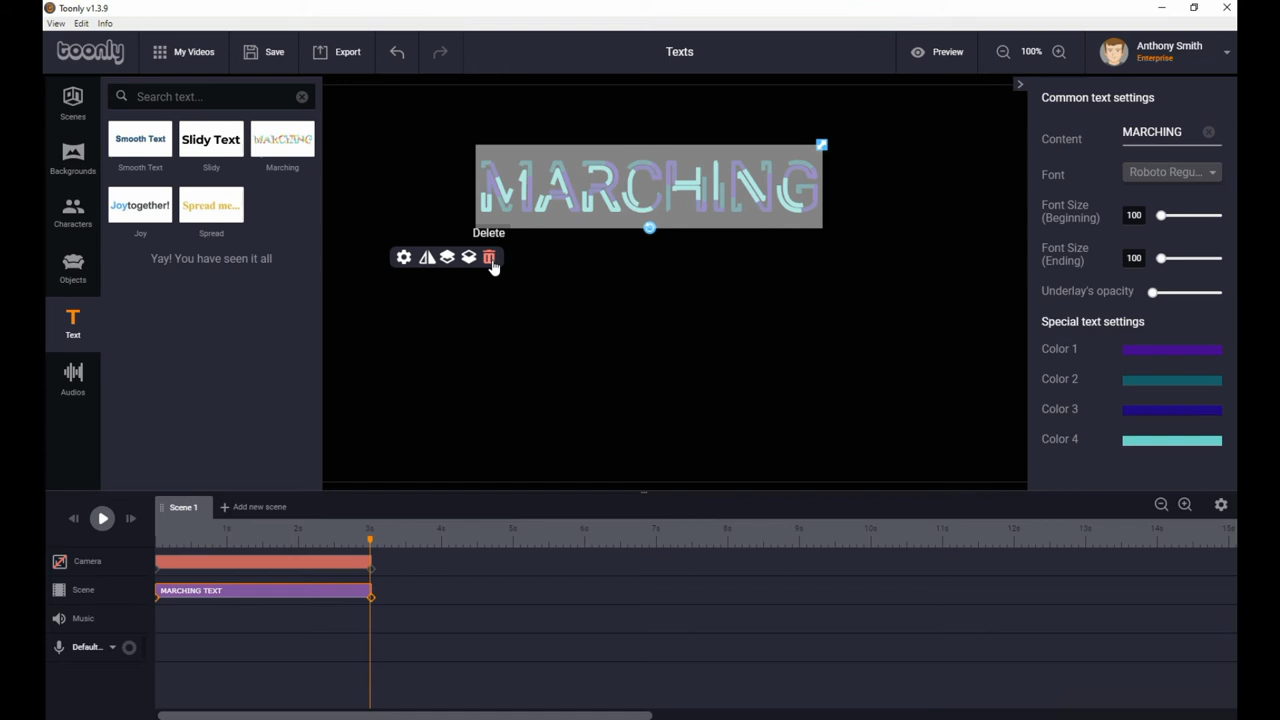 Toonly v1.3.9
View Edit Info
toonly My Videos Save Export Texts Preview 100% Anthony Smith
Enterprise
Scenes
Backgrounds
Characters
Objects
Text
Audios
Search text...
Smooth Text Slidy Text MARCHING
Smooth Text Slidy Marching
Joytogether! Spread me...
Joy Spread
Yay! You have seen it all
MARCHING
Delete
Common text settings
Content MARCHING
Font Roboto Regu...
Font Size
(Beginning) 100
Font Size
(Ending) 100
Underlay's opacity
Special text settings
Color 1
Color 2
Color 3
Color 4
Scene 1 Add new scene
1s 2s 3s 4s 5s 6s 7s 8s 9s 10s 11s 12s 13s 14s 15s
Camera
Scene MARCHING TEXT
Music
Default...